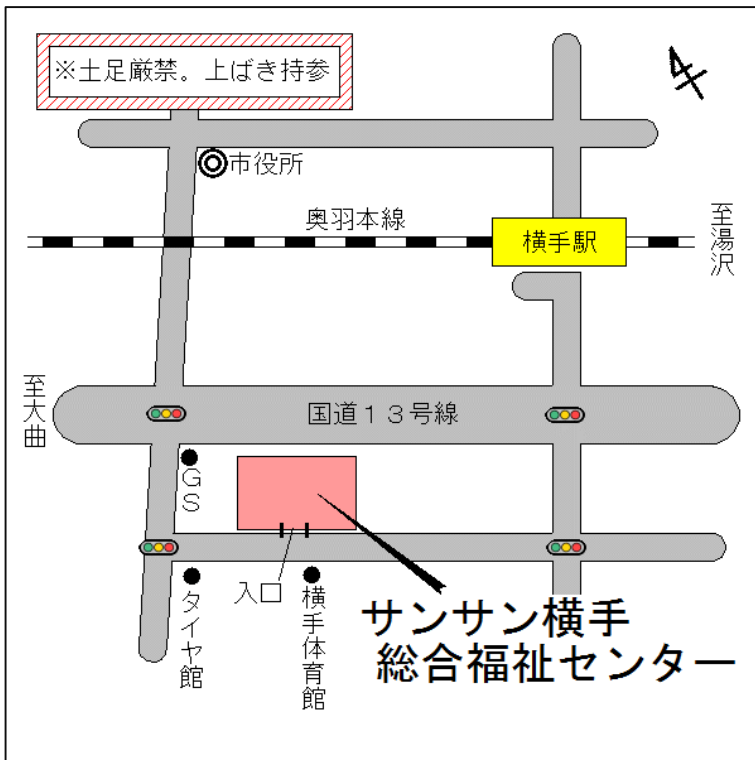 ※土足厳禁。上ばき持参
市役所
奥羽本線
横手駅
至湯沢
至大曲
国道１３号線
ＧＳ
入口
タイヤ館
横手体育館
サンサン横手
総合福祉センター